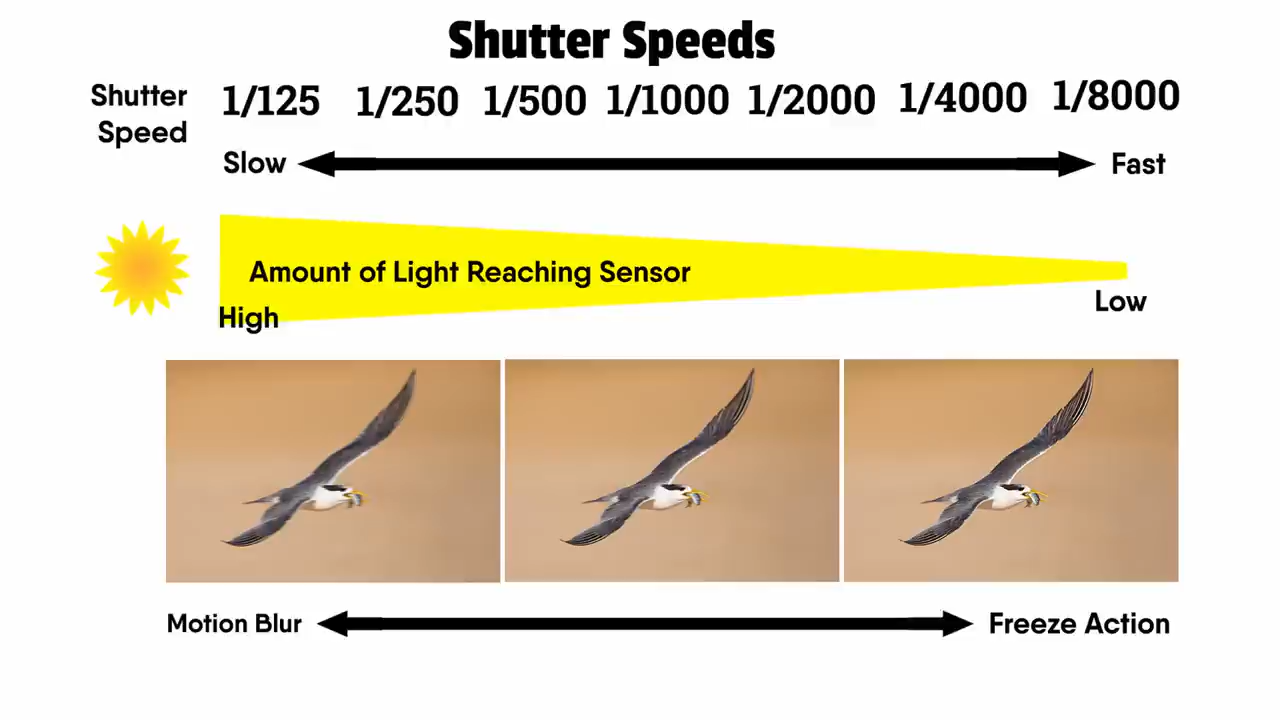 Shutter Speeds
Shutter Speed
1/125 1/250 1/500 1/1000 1/2000 1/4000 1/8000
Slow Fast
Amount of Light Reaching Sensor
High Low
Motion Blur Freeze Action